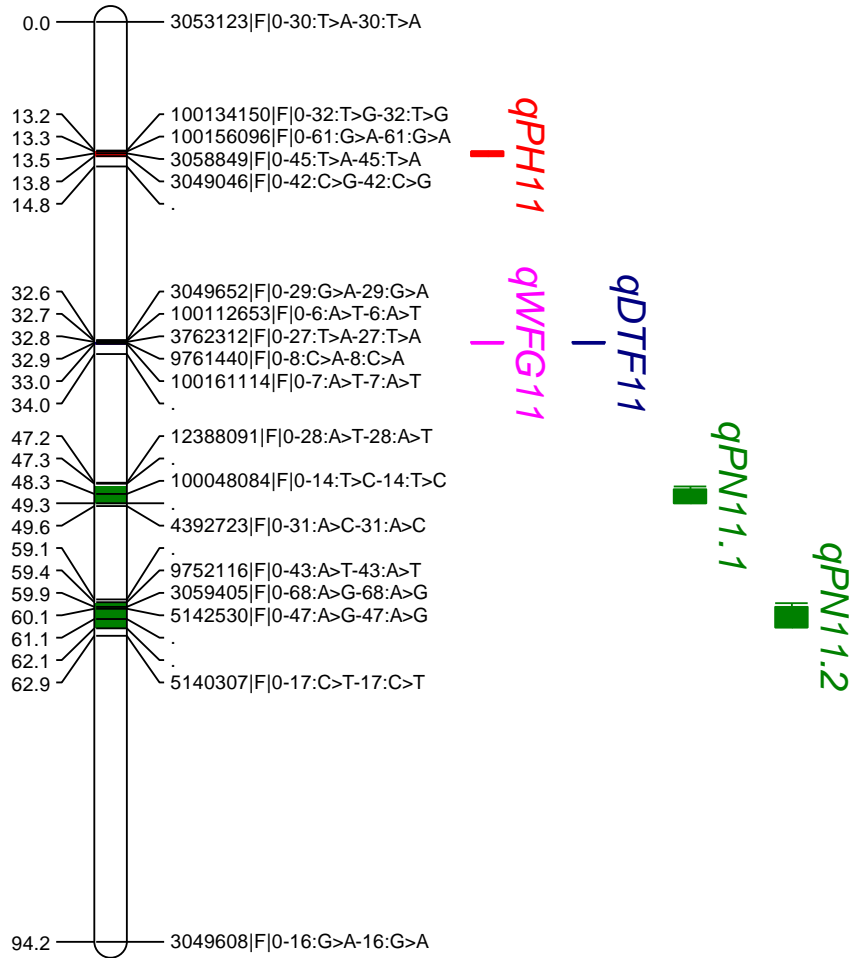 0.0 3053123|F|0-30:T>A-30:T>A
13.2 100134150|F|0-32:T>G-32:T>G
13.3 100156096|F|0-61:G>A-61:G>A
13.5 3058849|F|0-45:T>A-45:T>A
13.8 3049046|F|0-42:C>G-42:C>G
14.8 .
32.6 3049652|F|0-29:G>A-29:G>A
32.7 100112653|F|0-6:A>T-6:A>T
32.8 3762312|F|0-27:T>A-27:T>A
32.9 9761440|F|0-8:C>A-8:C>A
33.0 100161114|F|0-7:A>T-7:A>T
34.0 .
47.2 12388091|F|0-28:A>T-28:A>T
47.3 .
48.3 100048084|F|0-14:T>C-14:T>C
49.3 .
49.6 4392723|F|0-31:A>C-31:A>C
59.1 .
59.4 9752116|F|0-43:A>T-43:A>T
59.9 3059405|F|0-68:A>G-68:A>G
60.1 5142530|F|0-47:A>G-47:A>G
61.1 .
62.1 .
62.9 5140307|F|0-17:C>T-17:C>T
94.2 3049608|F|0-16:G>A-16:G>A
qPH11
qWFG11
qDTF11
qPN11.1
qPN11.2